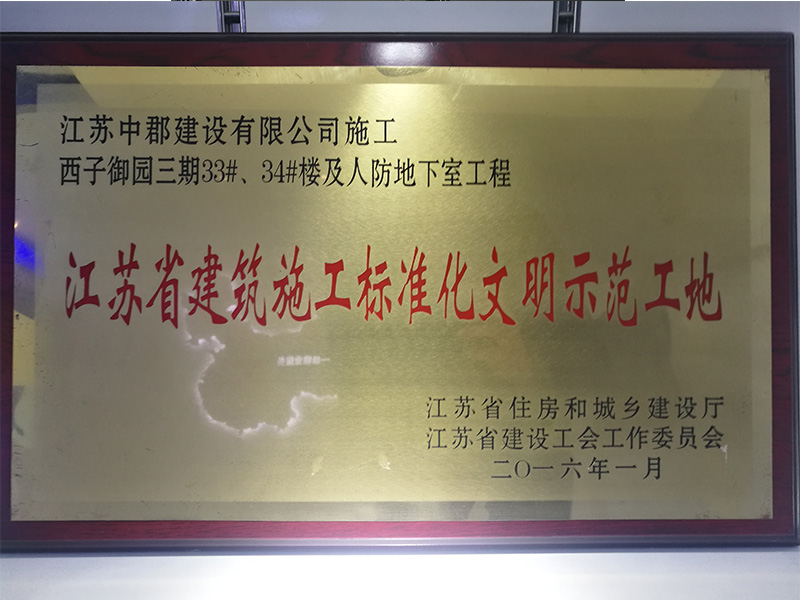 江苏中郡建设有限公司施工
西子御园三期33#、34#楼及人防地下室工程
江苏省建筑施工标准化文明示范工地
江苏省住房和城乡建设厅
江苏省建设工会工作委员会
二〇一六年一月